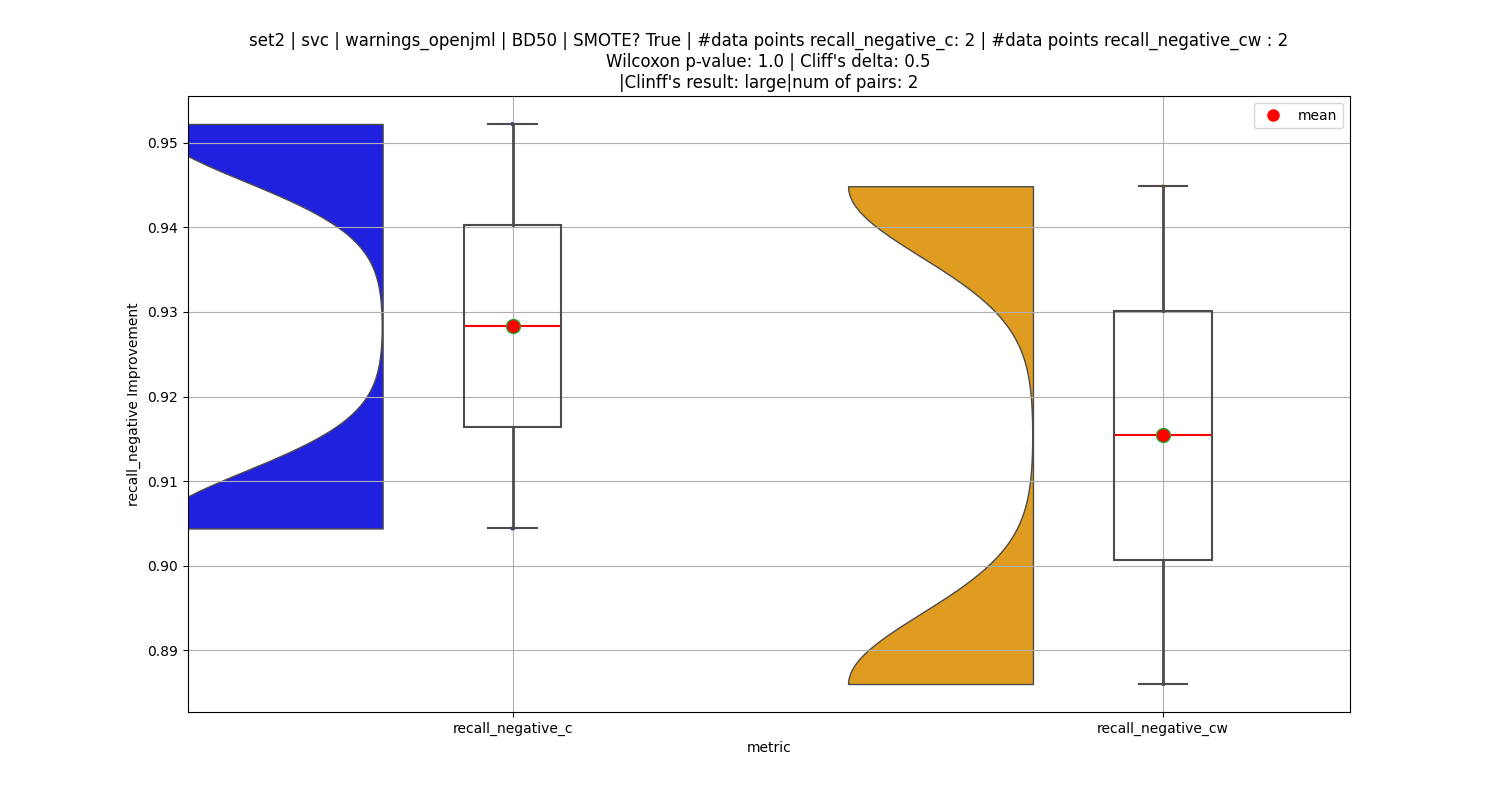 set2 | svc | warnings_openjml | BD50 | SMOTE? True | #data points recall_negative_c: 2 | #data points recall_negative_cw : 2
Wilcoxon p-value: 1.0 | Cliff's delta: 0.5
|Clinff's result: large|num of pairs: 2
mean
0.95
0.94
0.93
0.92
0.91
0.90
0.89
recall_negative Improvement
recall_negative_c
recall_negative_cw
metric